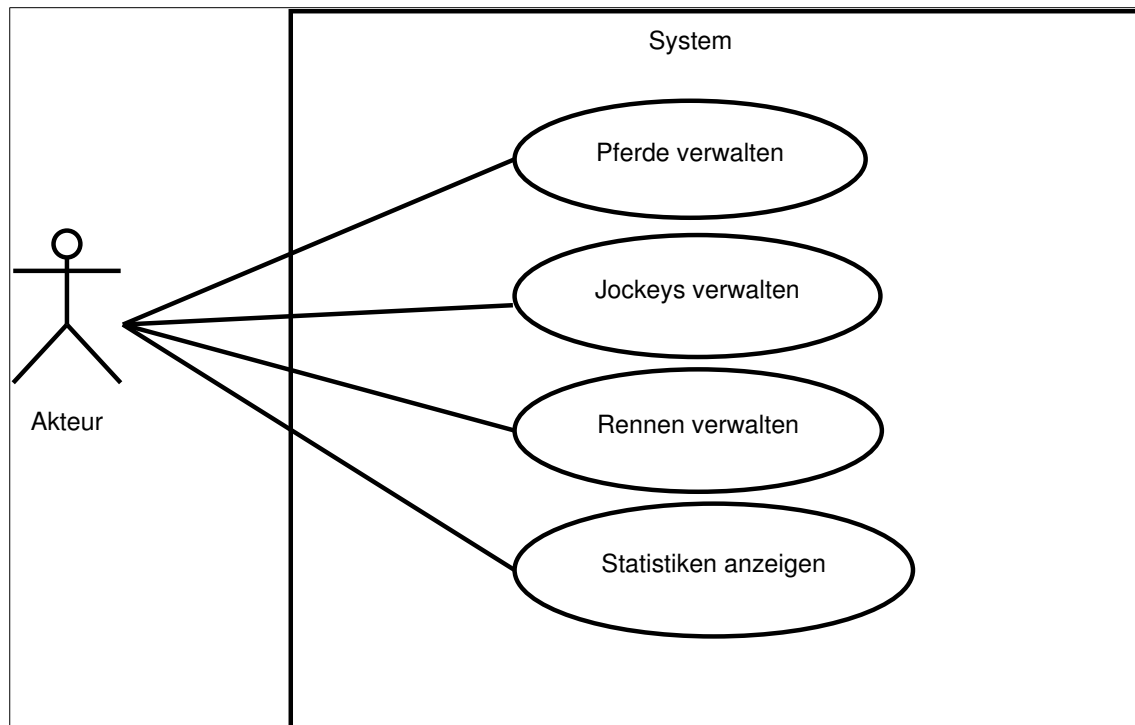 System
Pferde verwalten
Jockeys verwalten
Rennen verwalten
Akteur
Statistiken anzeigen